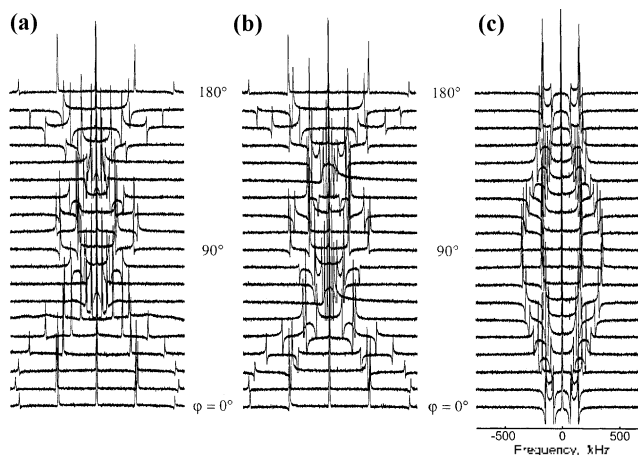 (a)
(b)
(c)
180°
180°
90°
90°
φ = 0°
φ = 0°
-500 0 500
Frequency, kHz